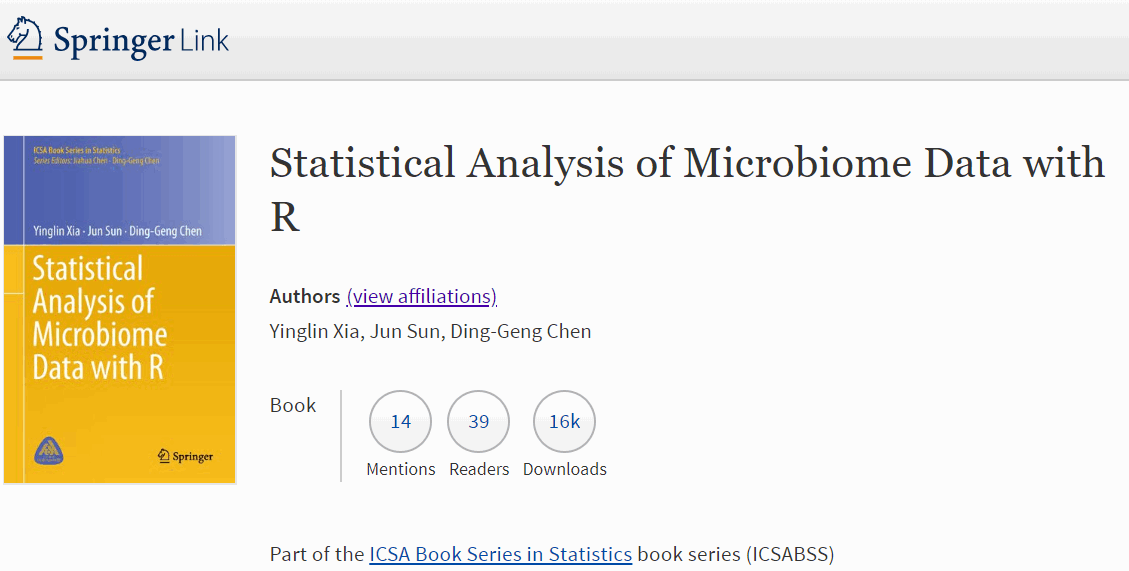 Springer Link
ICSA Book Series in Statistics
Series Editors: Jiahua Chen · Ding-Geng Chen
Yinglin Xia · Jun Sun · Ding-Geng Chen
Statistical
Analysis of
Microbiome
Data with R
Springer
Statistical Analysis of Microbiome Data with
R
Authors (view affiliations)
Yinglin Xia, Jun Sun, Ding-Geng Chen
Book
14
39
16k
Mentions
Readers
Downloads
Part of the ICSA Book Series in Statistics book series (ICSABSS)